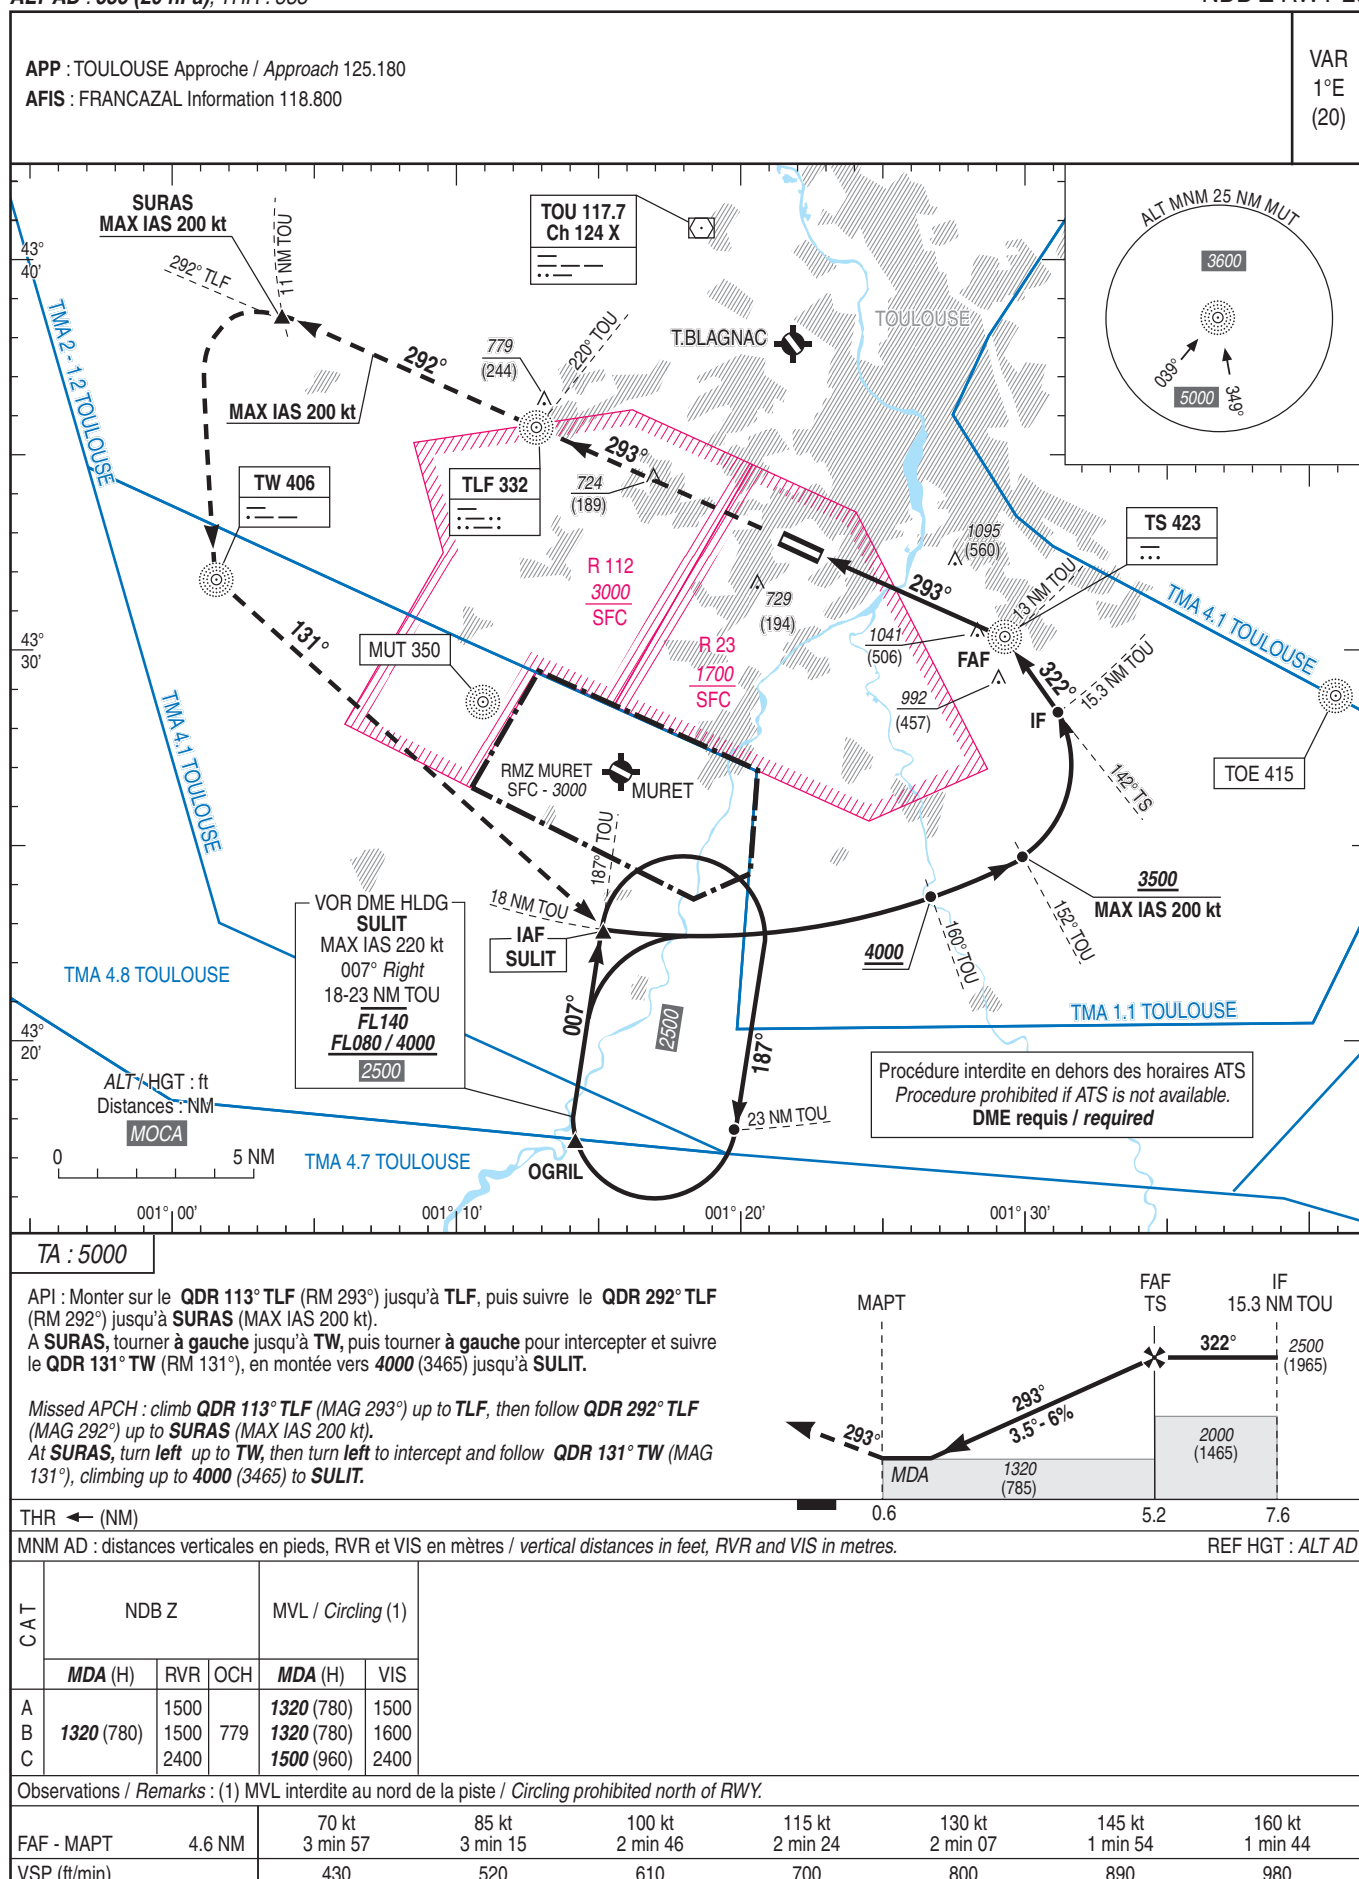 APP : TOULOUSE Approche / Approach 125.180
AFIS : FRANCAZAL Information 118.800
VAR
1°E
(20)
SURAS
MAX IAS 200 kt
292° TLF
11 NM TOU
TOU 117.7
Ch 124 X
43°
40'
TMA 2 - 1.2 TOULOUSE
292°
MAX IAS 200 kt
779
(244)
220° TOU
T.BLAGNAC
TOULOUSE
ALT MNM 25 NM MUT
3600
039°
5000
349°
TW 406
TLF 332
293°
724
(189)
R 112
3000
SFC
729
(194)
R 23
1700
SFC
1095
(560)
TS 423
293°
13 NM TOU
1041
(506)
FAF
992
(457)
322°
IF
15.3 NM TOU
142° TS
TMA 4.1 TOULOUSE
TOE 415
43°
30'
131°
MUT 350
TMA 4.1 TOULOUSE
RMZ MURET
SFC - 3000
MURET
187° TOU
18 NM TOU
IAF
SULIT
VOR DME HLDG
SULIT
MAX IAS 220 kt
007° Right
18-23 NM TOU
FL140
FL080 / 4000
2500
TMA 4.8 TOULOUSE
3500
MAX IAS 200 kt
152° TOU
4000
160° TOU
TMA 1.1 TOULOUSE
007°
2500
187°
43°
20'
ALT / HGT : ft
Distances : NM
MOCA
0
5 NM
TMA 4.7 TOULOUSE
OGRIL
23 NM TOU
Procédure interdite en dehors des horaires ATS
Procedure prohibited if ATS is not available.
DME requis / required
001° 00'
001° 10'
001° 20'
001° 30'
TA : 5000
API : Monter sur le QDR 113° TLF (RM 293°) jusqu'à TLF, puis suivre le QDR 292° TLF
(RM 292°) jusqu'à SURAS (MAX IAS 200 kt).
A SURAS, tourner à gauche jusqu'à TW, puis tourner à gauche pour intercepter et suivre
le QDR 131° TW (RM 131°), en montée vers 4000 (3465) jusqu'à SULIT.
Missed APCH : climb QDR 113° TLF (MAG 293°) up to TLF, then follow QDR 292° TLF
(MAG 292°) up to SURAS (MAX IAS 200 kt).
At SURAS, turn left up to TW, then turn left to intercept and follow QDR 131° TW (MAG
131°), climbing up to 4000 (3465) to SULIT.
MAPT
FAF
TS
IF
15.3 NM TOU
322°
2500
(1965)
293°
3.5° - 6%
293°
MDA
1320
(785)
2000
(1465)
THR ← (NM)
0.6
5.2
7.6
MNM AD : distances verticales en pieds, RVR et VIS en mètres / vertical distances in feet, RVR and VIS in metres.
REF HGT : ALT AD
CAT
NDB Z
MVL / Circling (1)
MDA (H) RVR OCH MDA (H) VIS
A 1500 1320 (780) 1500
B 1320 (780) 1500 779 1320 (780) 1600
C 2400 1500 (960) 2400
Observations / Remarks : (1) MVL interdite au nord de la piste / Circling prohibited north of RWY.
70 kt 85 kt 100 kt 115 kt 130 kt 145 kt 160 kt
FAF - MAPT 4.6 NM 3 min 57 3 min 15 2 min 46 2 min 24 2 min 07 1 min 54 1 min 44
VSP (ft/min) 430 520 610 700 800 890 980